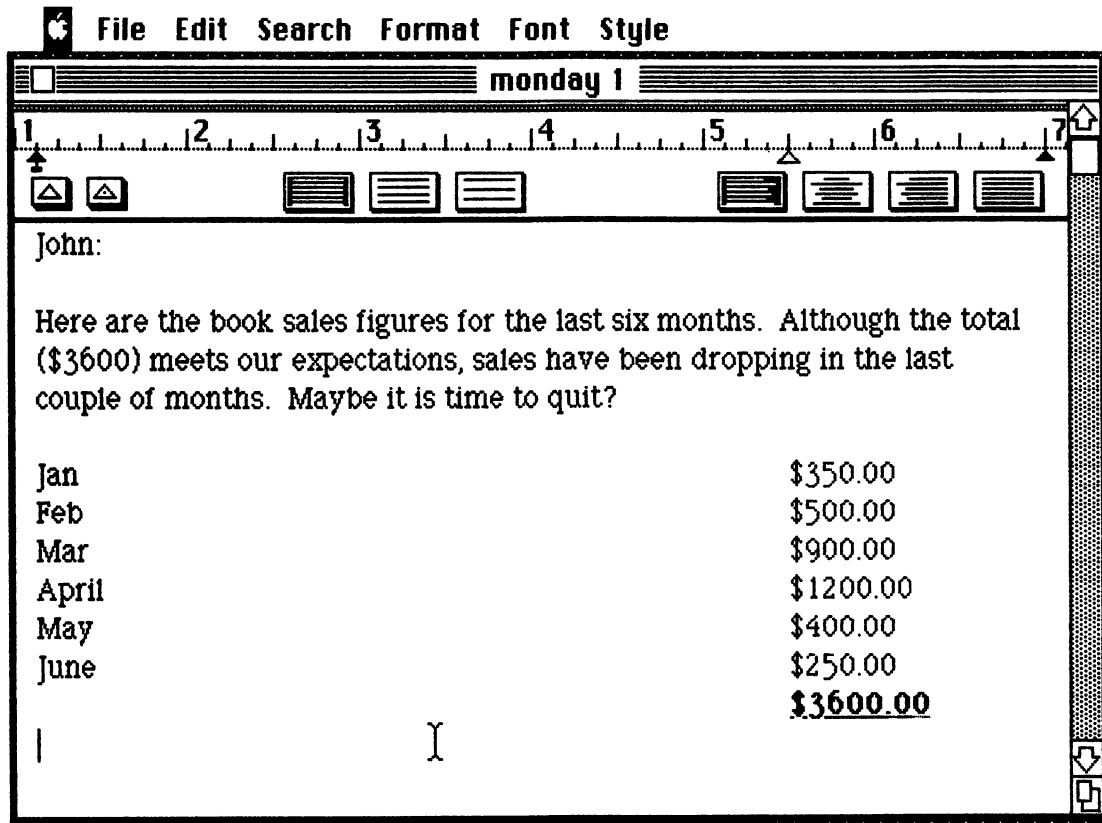 File Edit Search Format Font Style
monday 1
1 2 3 4 5 6 7
John:
Here are the book sales figures for the last six months.  Although the total
($3600) meets our expectations, sales have been dropping in the last
couple of months.  Maybe it is time to quit?
Jan $350.00
Feb $500.00
Mar $900.00
April $1200.00
May $400.00
June $250.00
$3600.00